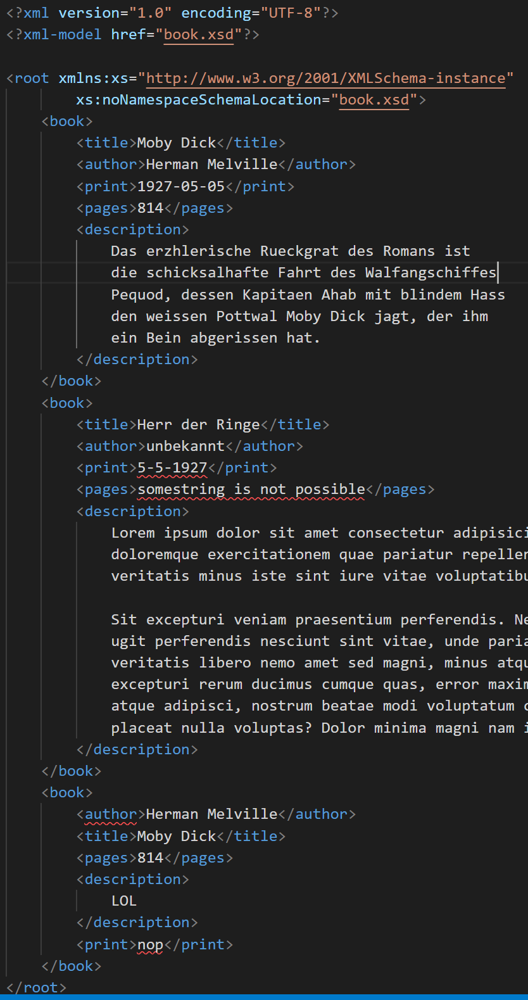 <?xml version="1.0" encoding="UTF-8"?>
<?xml-model href="book.xsd"?>
<root xmlns:xs="http://www.w3.org/2001/XMLSchema-instance"
xs:noNamespaceSchemaLocation="book.xsd">
<book>
<title>Moby Dick</title>
<author>Herman Melville</author>
<print>1927-05-05</print>
<pages>814</pages>
<description>
Das erzhlerische Rueckgrat des Romans ist
die schicksalhafte Fahrt des Walfangschiffes
Pequod, dessen Kapitaen Ahab mit blindem Hass
den weissen Pottwal Moby Dick jagt, der ihm
ein Bein abgerissen hat.
</description>
</book>
<book>
<title>Herr der Ringe</title>
<author>unbekannt</author>
<print>5-5-1927</print>
<pages>somestring is not possible</pages>
<description>
Lorem ipsum dolor sit amet consectetur
doloremque exercitationem quae pariatur
veritatis minus iste sint iure vitae
Sit excepturi veniam praesentium perferendis.
ugit perferendis nesciunt sint vitae, unde
veritatis libero nemo amet sed magni, minus
excepturi rerum ducimus cumque quas, error
atque adipisci, nostrum beatae modi voluptatum
placeat nulla voluptas? Dolor minima magni nam
</description>
</book>
<book>
<author>Herman Melville</author>
<title>Moby Dick</title>
<pages>814</pages>
<description>
LOL
</description>
<print>nop</print>
</book>
</root>